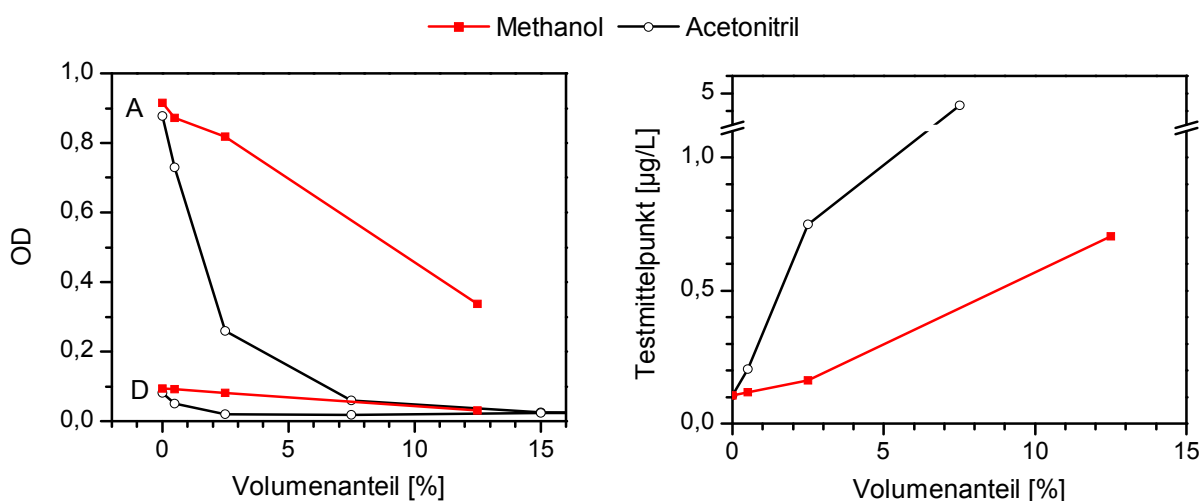 Methanol Acetonitril
1,0
0,8
0,6
0,4
0,2
0,0
OD
A
D
0 5 10 15
Volumenanteil [%]
5
1,0
0,5
0,0
Testmittelpunkt [µg/L]
0 5 10 15
Volumenanteil [%]